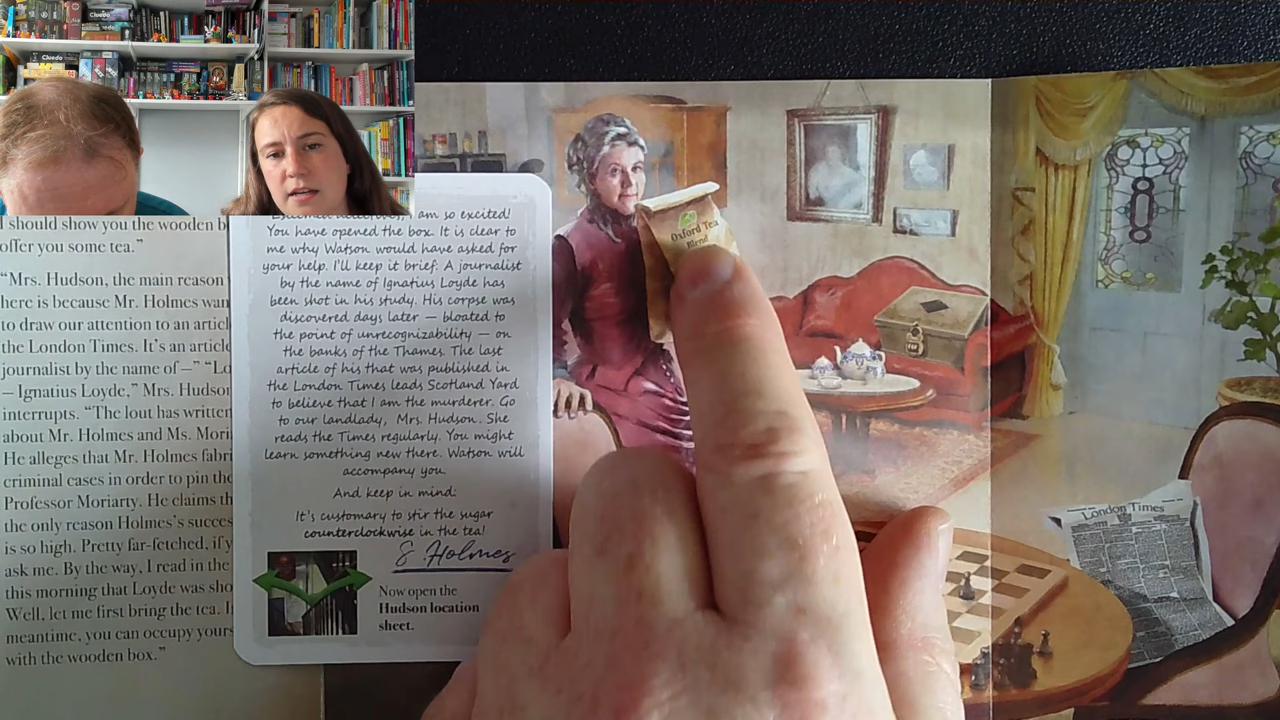 Cluedo
Cluedo
I should show you the wooden b
offer you some tea."
"Mrs. Hudson, the main reason
here is because Mr. Holmes wan
to draw our attention to an articl
the London Times. It's an article
journalist by the name of—" "Lo
— Ignatius Loyde," Mrs. Hudson
interrupts. "The lout has written
about Mr. Holmes and Ms. Mori
He alleges that Mr. Holmes fabri
criminal cases in order to pin the
Professor Moriarty. He claims th
the only reason Holmes's succes
is so high. Pretty far-fetched, if y
ask me. By the way, I read in the
this morning that Loyde was sho
Well, let me first bring the tea. I
meantime, you can occupy yours
with the wooden box."
I am so excited!
You have opened the box. It is clear to
me why Watson would have asked for
your help. I'll keep it brief. A journalist
by the name of Ignatius Loyde has
been shot in his study. His corpse was
discovered days later — bloated to
the point of unrecognizability — on
the banks of the Thames. The last
article of his that was published in
the London Times leads Scotland Yard
to believe that I am the murderer. Go
to our landlady, Mrs. Hudson. She
reads the Times regularly. You might
learn something new there. Watson will
accompany you.
And keep in mind:
It's customary to stir the sugar
counterclockwise in the tea!
S Holmes
Now open the
Hudson location
sheet.
Oxford Tea
Blend
London Times